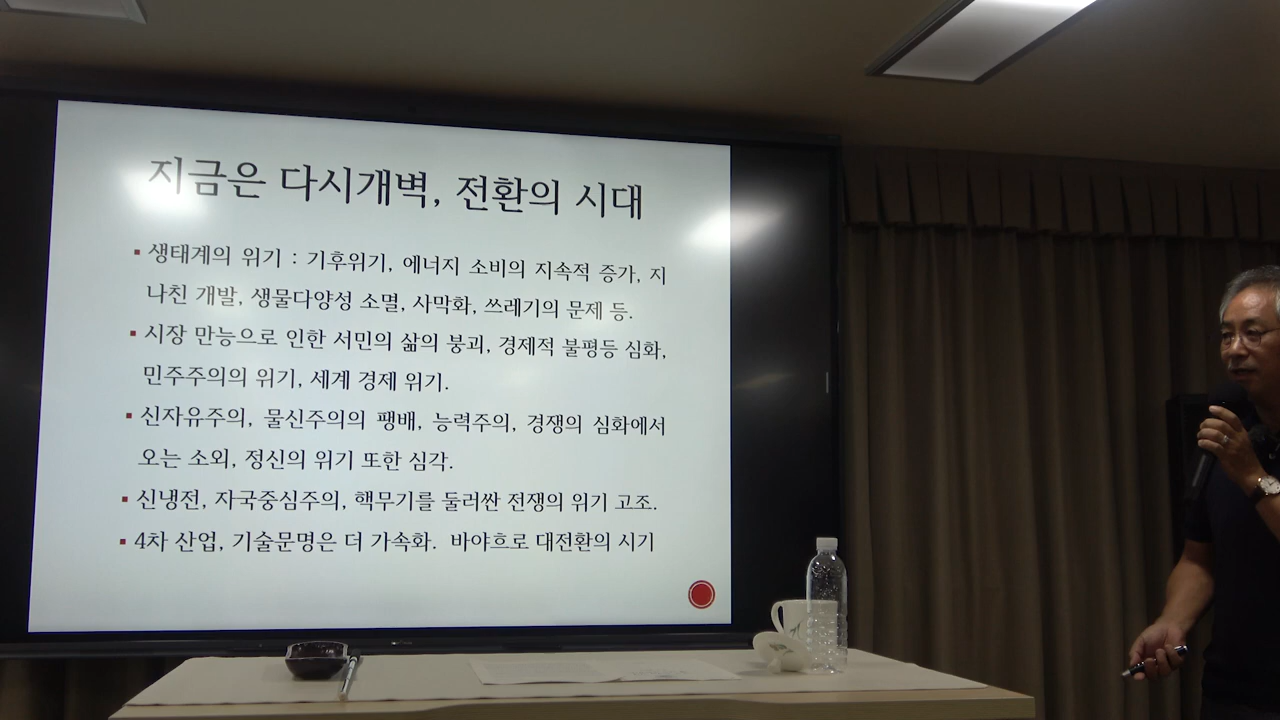 지금은 다시개벽, 전환의 시대
▪ 생태계의 위기 : 기후위기, 에너지 소비의 지속적 증가, 지
나친 개발, 생물다양성 소멸, 사막화, 쓰레기의 문제 등.
▪ 시장 만능으로 인한 서민의 삶의 붕괴, 경제적 불평등 심화,
민주주의의 위기, 세계 경제 위기.
▪ 신자유주의, 물신주의의 팽배, 능력주의, 경쟁의 심화에서
오는 소외, 정신의 위기 또한 심각.
▪ 신냉전, 자국중심주의, 핵무기를 둘러싼 전쟁의 위기 고조.
▪ 4차 산업, 기술문명은 더 가속화. 바야흐로 대전환의 시기